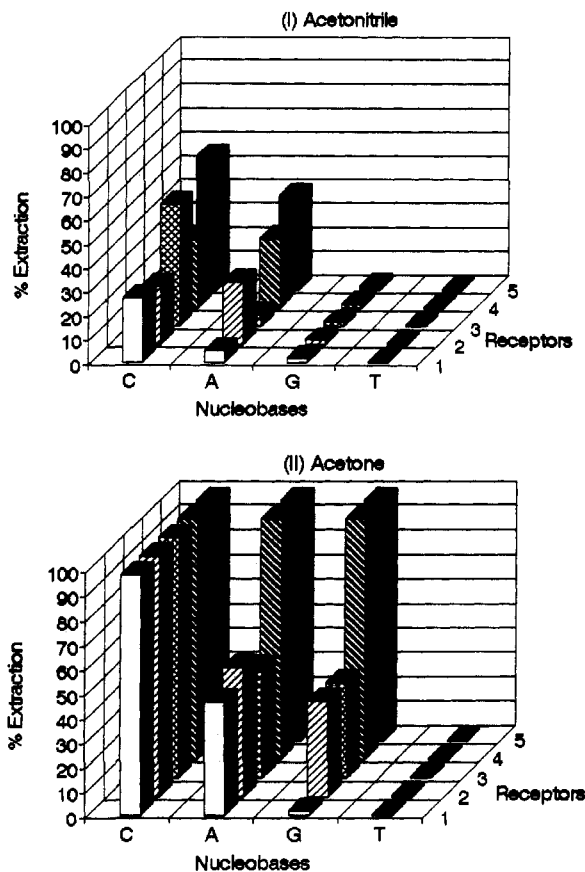 (I) Acetonitrile
100
90
80
70
60
50
40
30
20
10
0
% Extraction
C A G T
Nucleobases
1 2 3 4 5
Receptors
(II) Acetone
100
90
80
70
60
50
40
30
20
10
0
% Extraction
C A G T
Nucleobases
1 2 3 4 5
Receptors